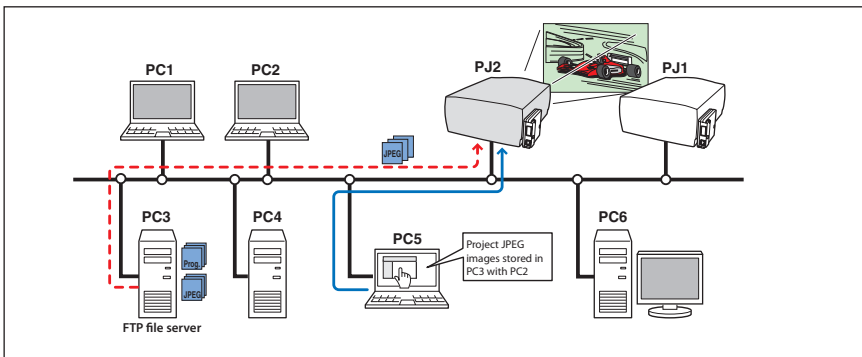 PC1
PC2
PJ2
PJ1
JPEG
PC3
PC4
PC5
PC6
Prog.
JPEG
Project JPEG
images stored in
PC3 with PC2
FTP file server